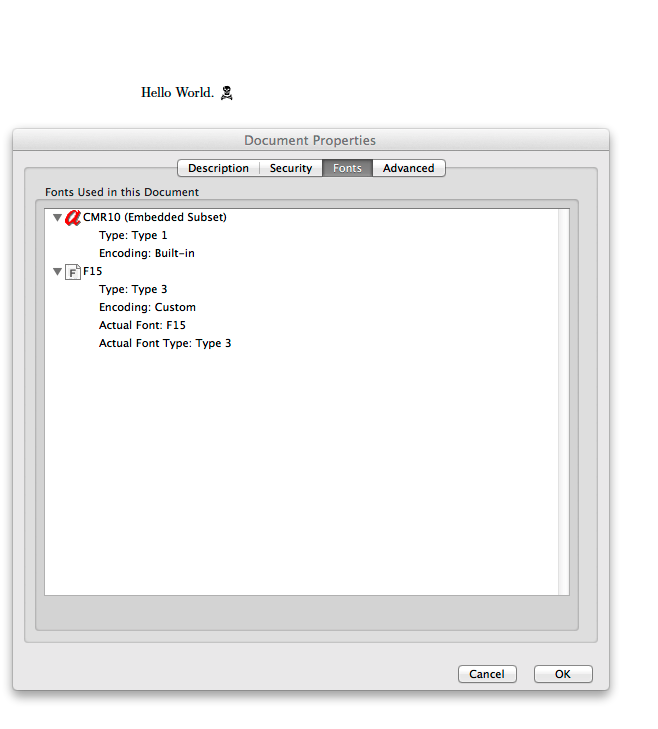 Hello World. ☠
Document Properties
Description Security Fonts Advanced
Fonts Used in this Document
CMR10 (Embedded Subset)
Type: Type 1
Encoding: Built-in
F15
Type: Type 3
Encoding: Custom
Actual Font: F15
Actual Font Type: Type 3
Cancel OK